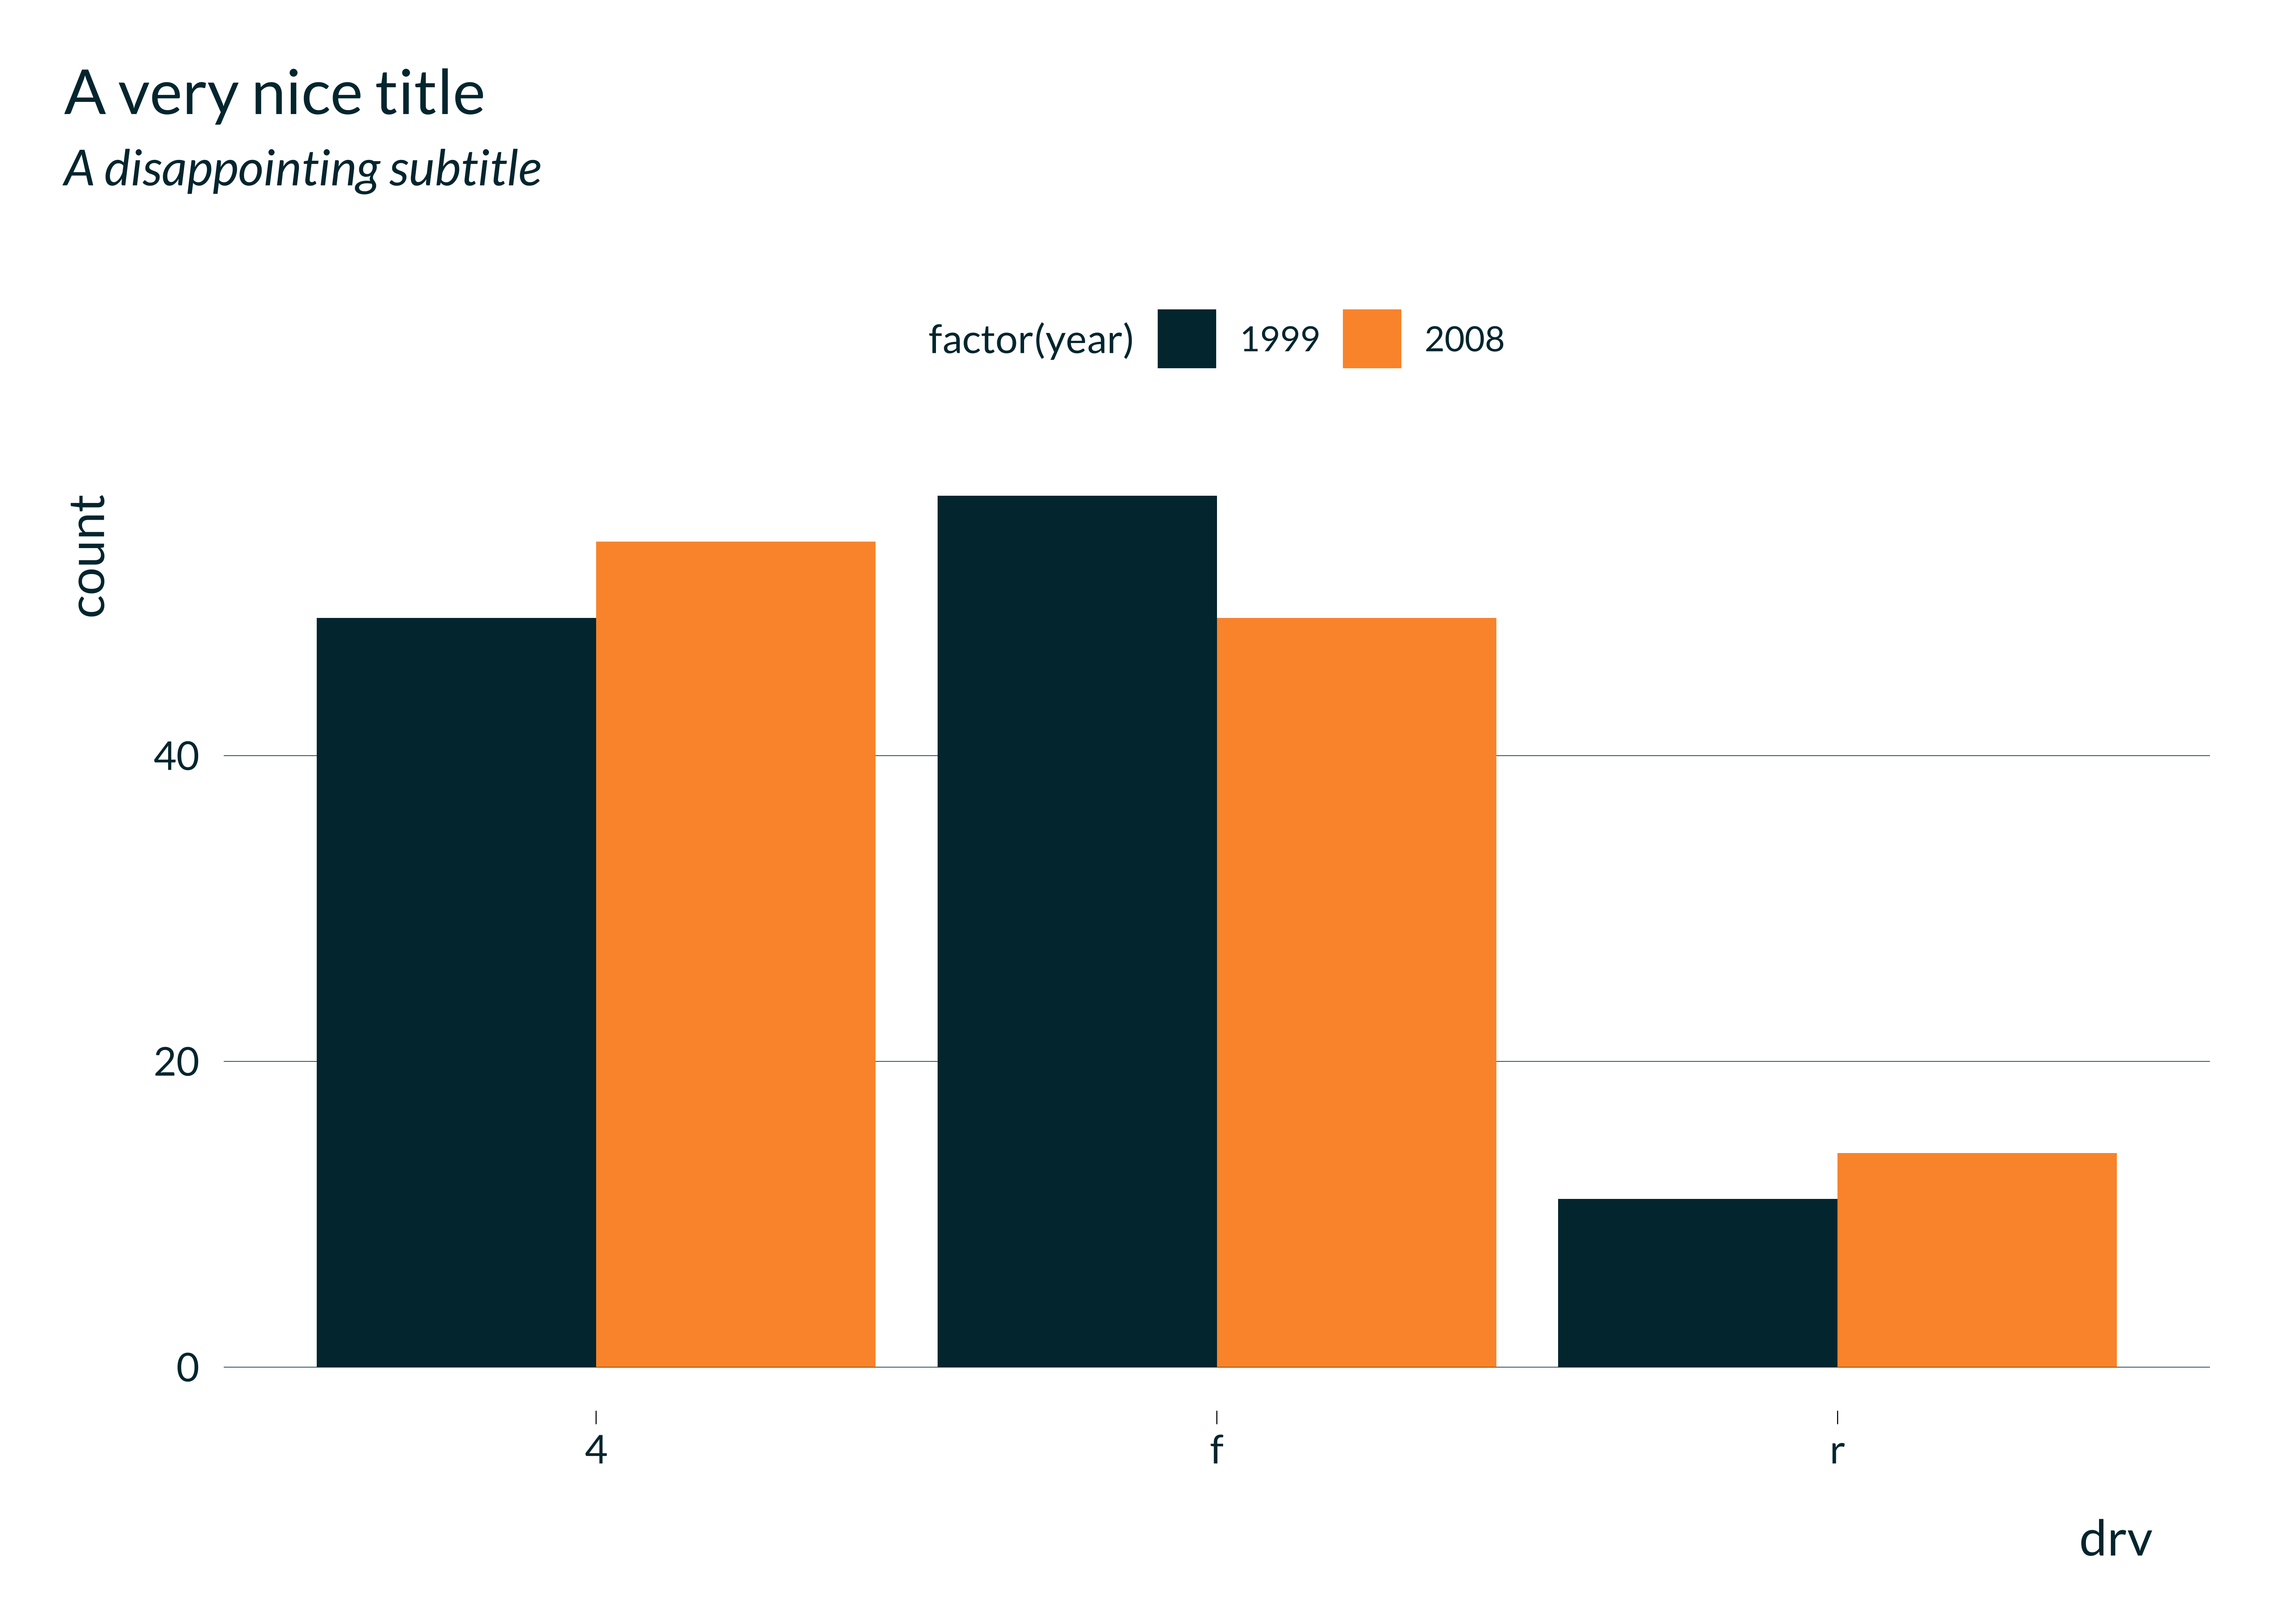 A very nice title
A disappointing subtitle
factor(year) 1999 2008
count
40
20
0
4 f r
drv